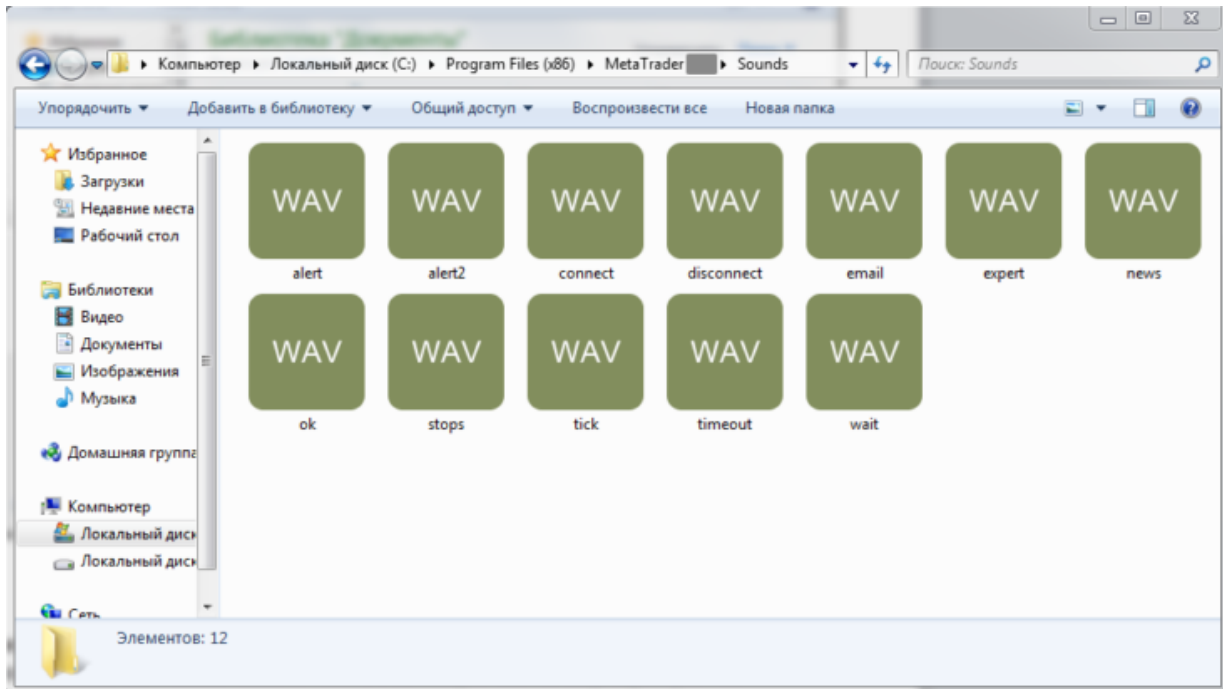 Компьютер ▸ Локальный диск (C:) ▸ Program Files (x86) ▸ MetaTrader ▸ Sounds
Поиск: Sounds
Упорядочить Добавить в библиотеку Общий доступ Воспроизвести все Новая папка
Избранное
Загрузки
Недавние места
Рабочий стол
Библиотеки
Видео
Документы
Изображения
Музыка
Домашняя группа
Компьютер
Локальный диск
Локальный диск
Сеть
WAV WAV WAV WAV WAV WAV WAV
alert alert2 connect disconnect email expert news
WAV WAV WAV WAV WAV
ok stops tick timeout wait
Элементов: 12